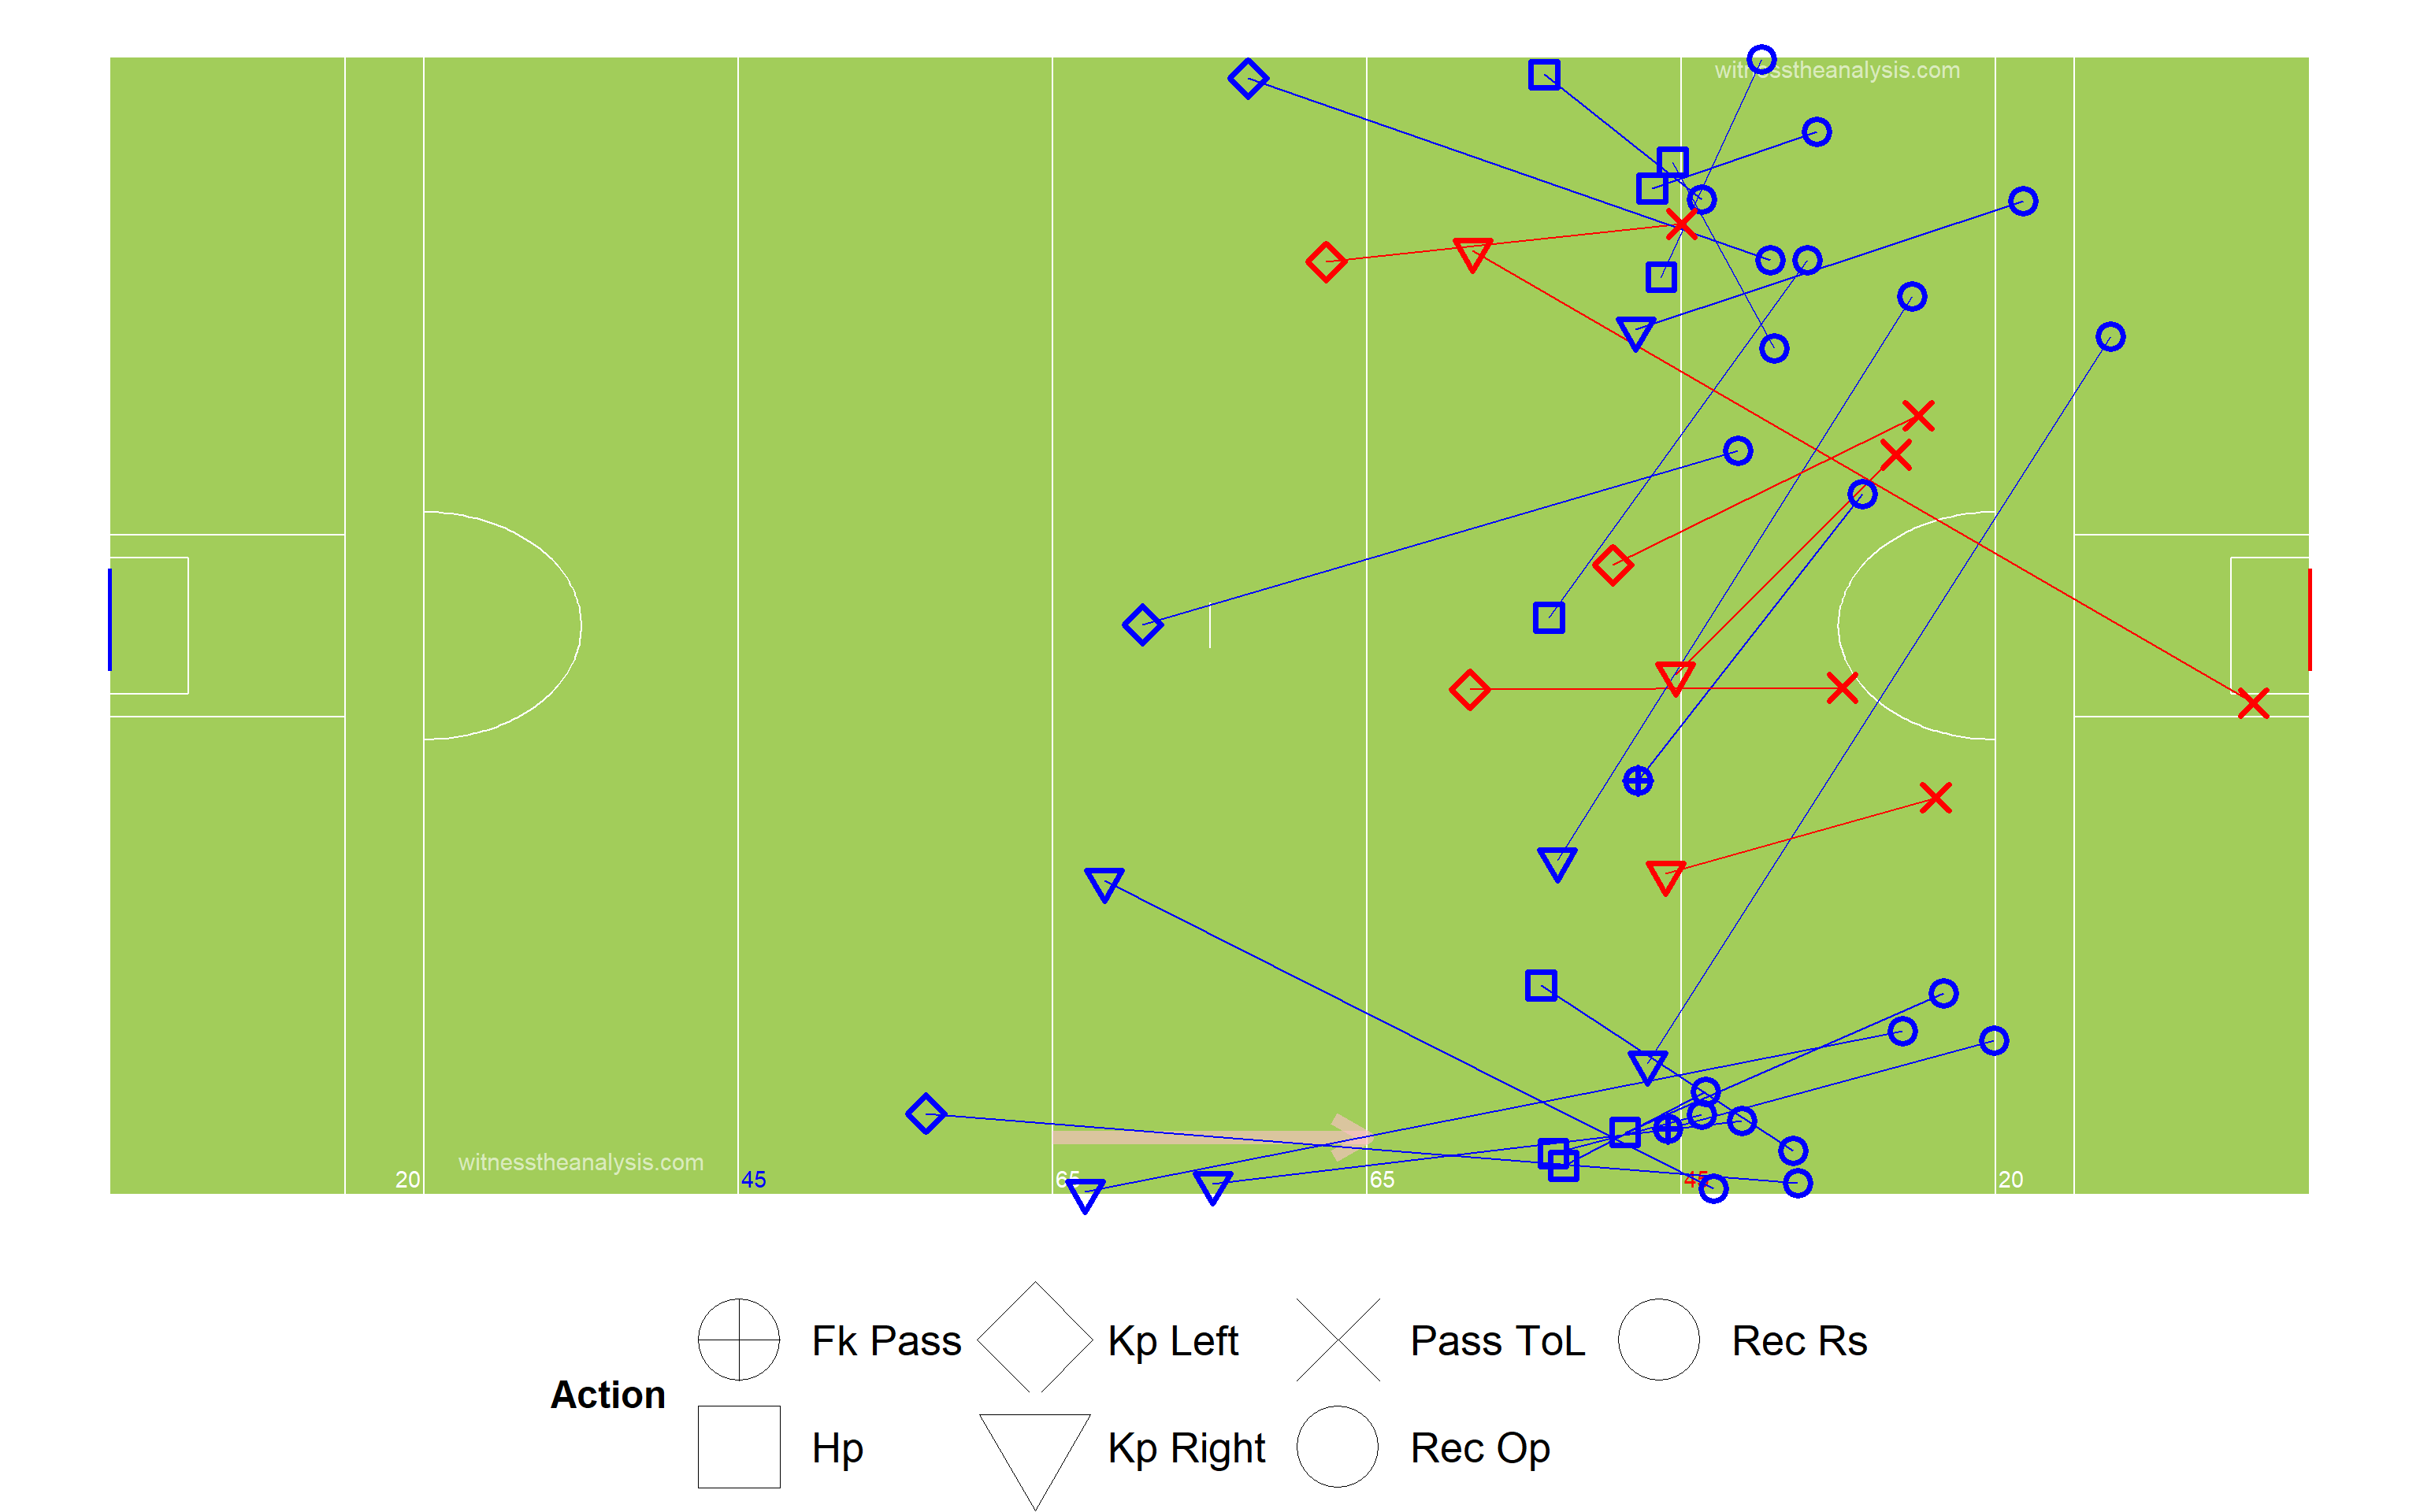 witnesstheanalysis.com
witnesstheanalysis.com
20 45 65 65 45 20
Fk Pass Kp Left Pass ToL Rec Rs
Action
Hp Kp Right Rec Op